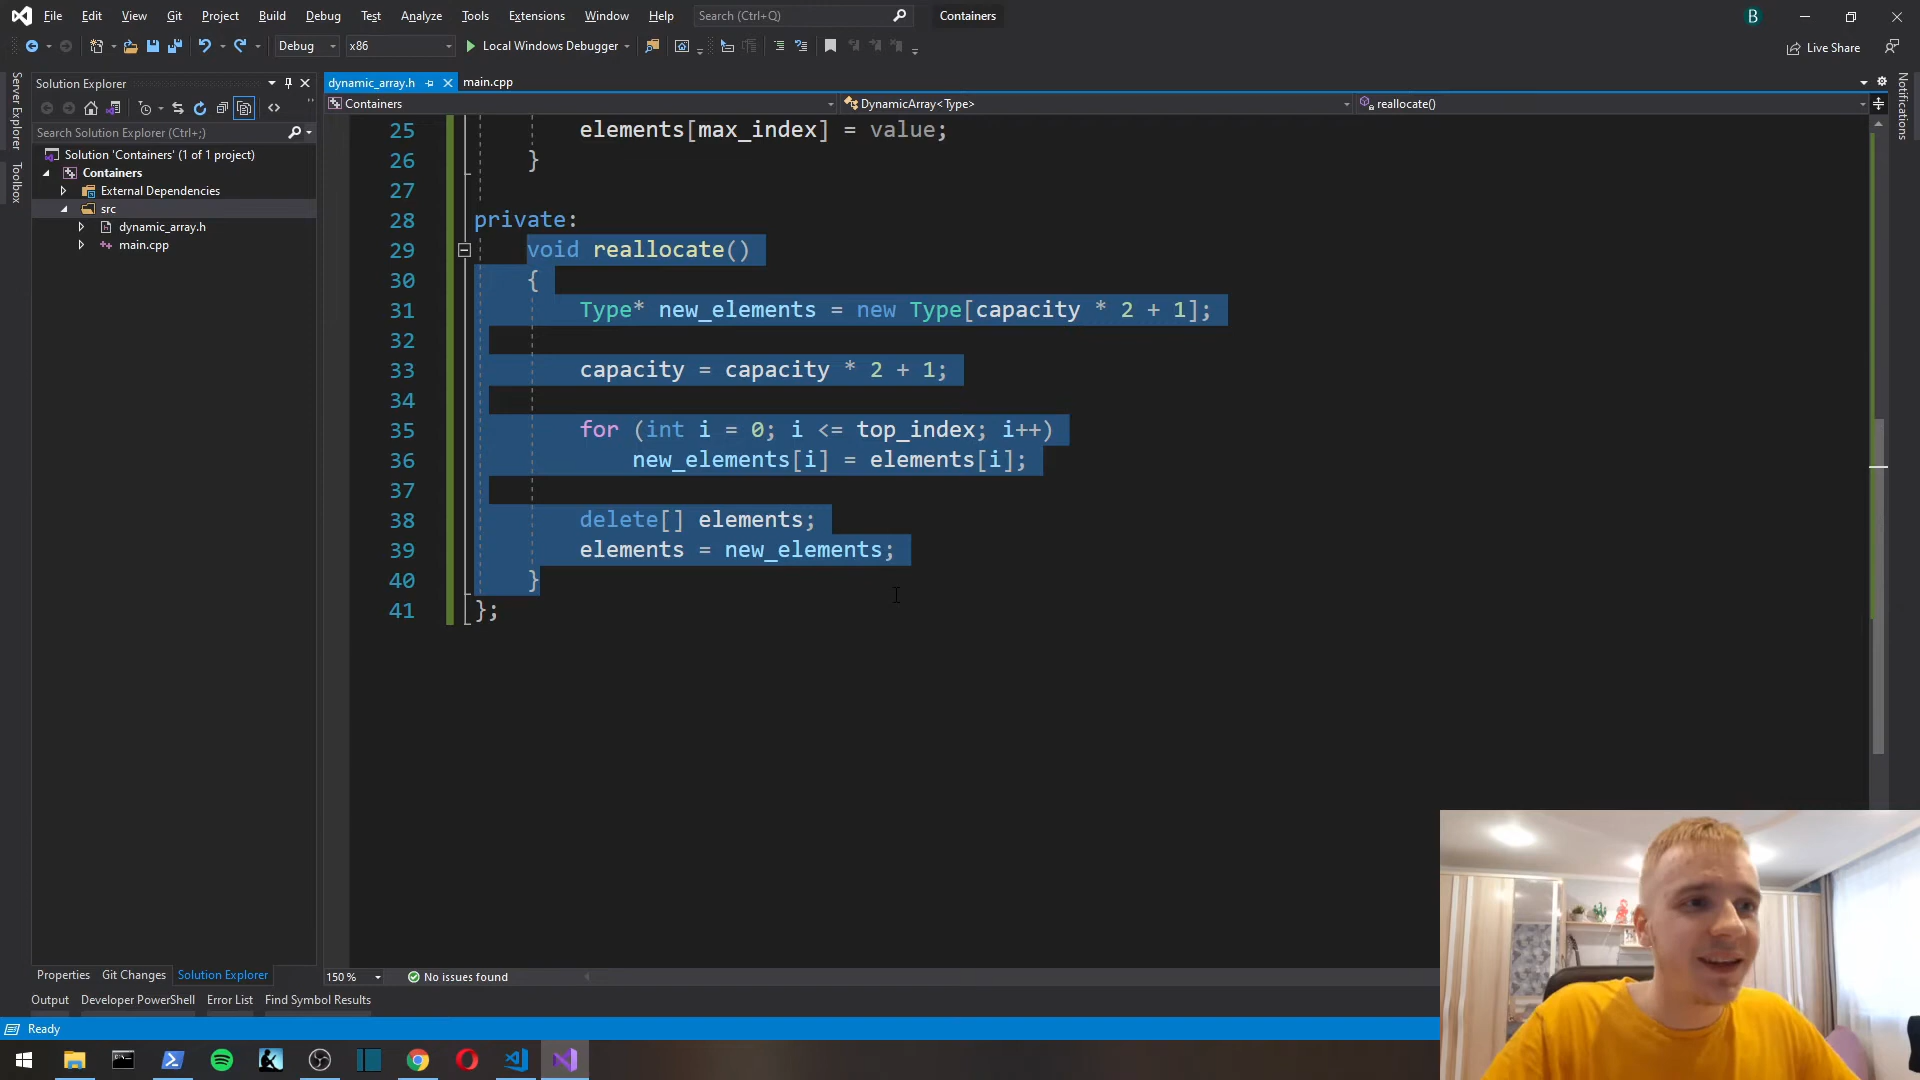 File Edit View Git Project Build Debug Test Analyze Tools Extensions Window Help Search (Ctrl+Q) Containers B
Debug x86 Local Windows Debugger Live Share
Server Explorer
Toolbox
Notifications
Solution Explorer
Search Solution Explorer (Ctrl+;)
Solution 'Containers' (1 of 1 project)
Containers
External Dependencies
src
dynamic_array.h
main.cpp
dynamic_array.h main.cpp
Containers DynamicArray<Type> reallocate()
25 elements[max_index] = value;
26 }
27
28 private:
29 void reallocate()
30 {
31 Type* new_elements = new Type[capacity * 2 + 1];
32
33 capacity = capacity * 2 + 1;
34
35 for (int i = 0; i <= top_index; i++)
36 new_elements[i] = elements[i];
37
38 delete[] elements;
39 elements = new_elements;
40 }
41 };
150 % No issues found
Properties Git Changes Solution Explorer
Output Developer PowerShell Error List Find Symbol Results
Ready